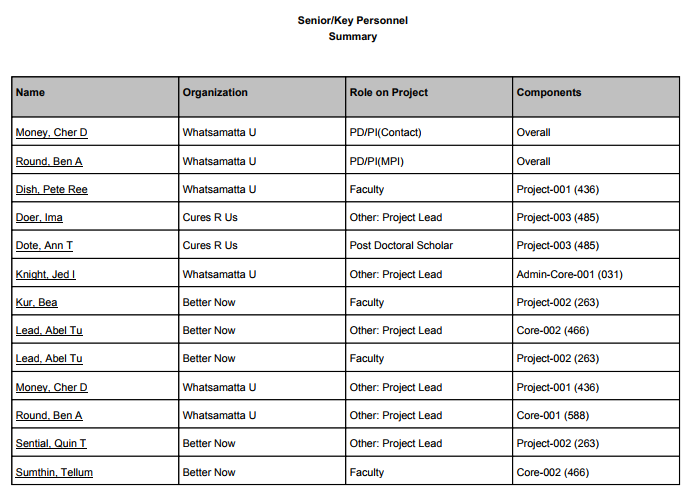 Senior/Key Personnel
Summary
Name Organization Role on Project Components
Money, Cher D Whatsamatta U PD/PI(Contact) Overall
Round, Ben A Whatsamatta U PD/PI(MPI) Overall
Dish, Pete Ree Whatsamatta U Faculty Project-001 (436)
Doer, Ima Cures R Us Other: Project Lead Project-003 (485)
Dote, Ann T Cures R Us Post Doctoral Scholar Project-003 (485)
Knight, Jed I Whatsamatta U Other: Project Lead Admin-Core-001 (031)
Kur, Bea Better Now Faculty Project-002 (263)
Lead, Abel Tu Better Now Other: Project Lead Core-002 (466)
Lead, Abel Tu Better Now Faculty Project-002 (263)
Money, Cher D Whatsamatta U Other: Project Lead Project-001 (436)
Round, Ben A Whatsamatta U Other: Project Lead Core-001 (588)
Sential, Quin T Better Now Other: Project Lead Project-002 (263)
Sumthin, Tellum Better Now Faculty Core-002 (466)